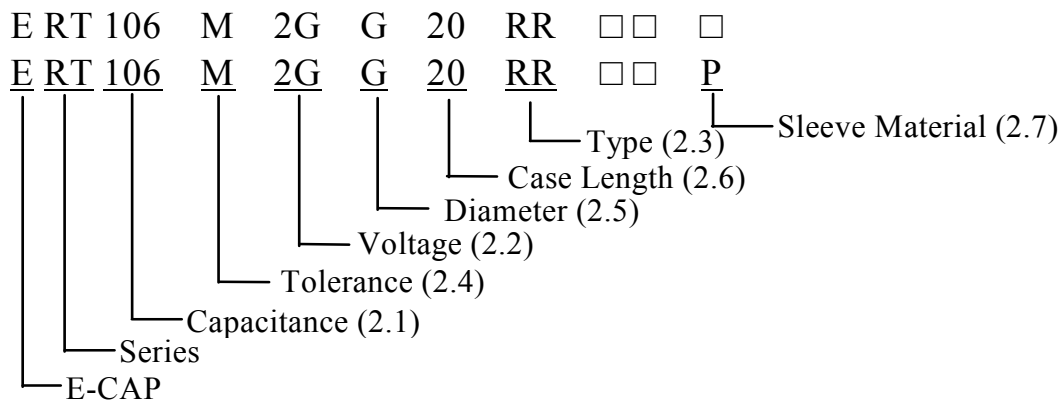 E RT 106 M 2G G 20 RR □□ □
E RT 106 M 2G G 20 RR □□ P
Sleeve Material (2.7)
Type (2.3)
Case Length (2.6)
Diameter (2.5)
Voltage (2.2)
Tolerance (2.4)
Capacitance (2.1)
Series
E-CAP